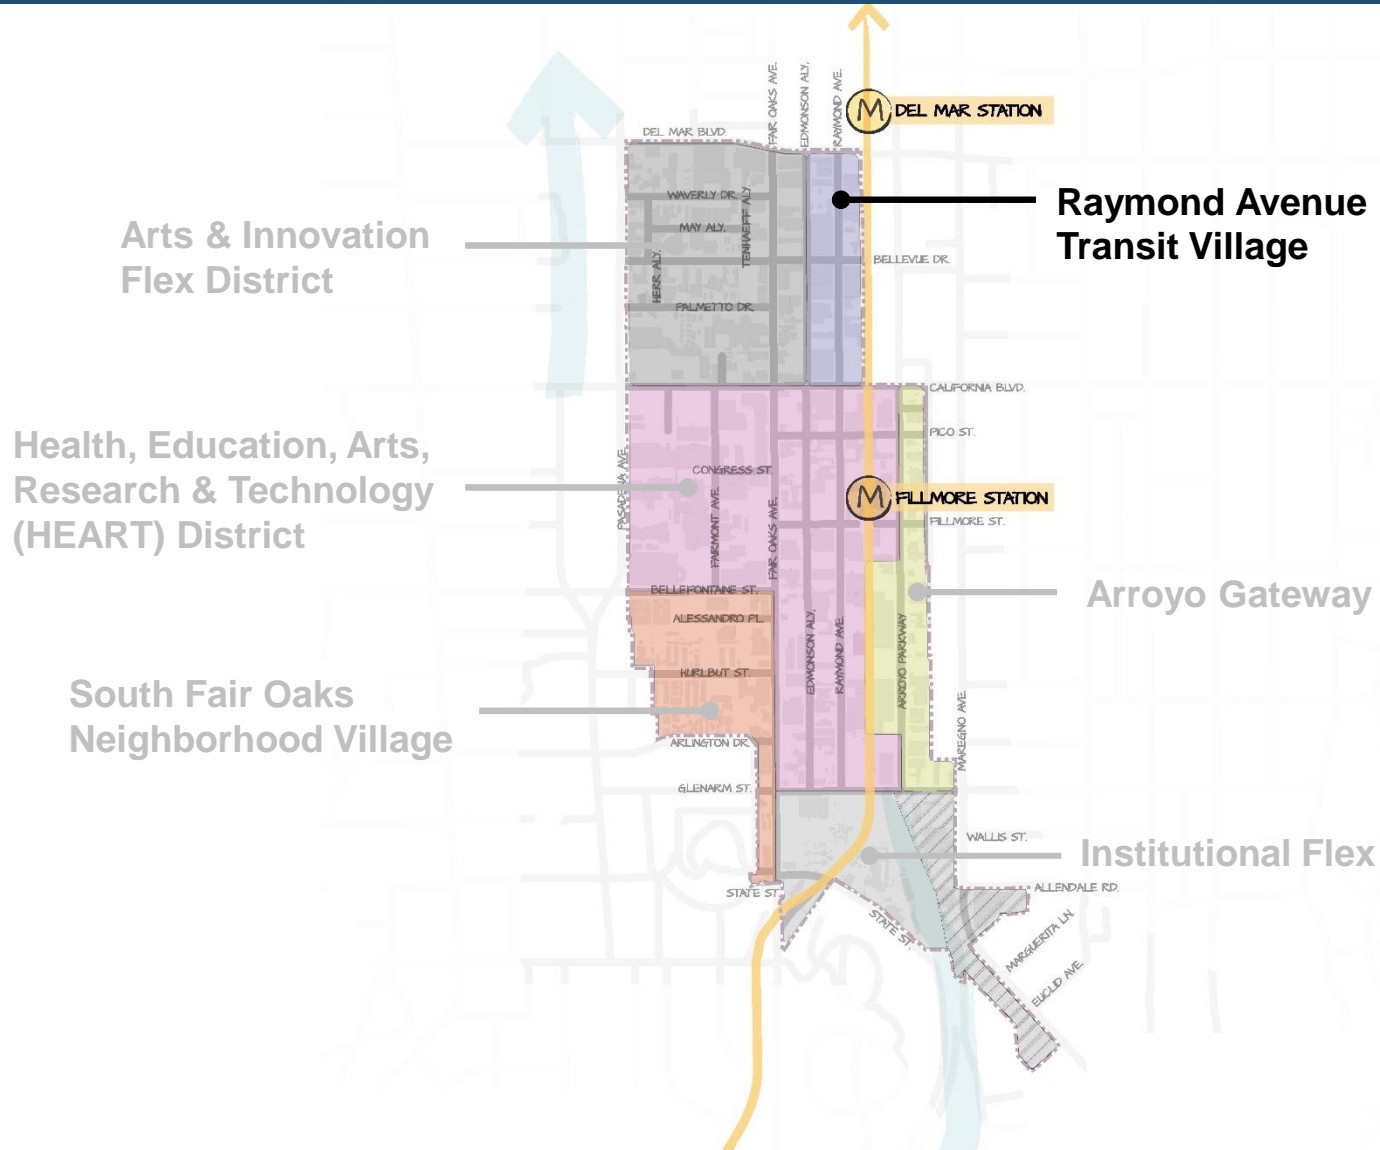 FAIR OAKS AVE.
EDMONSON ALY.
RAYMOND AVE.
DEL MAR STATION
M
DEL MAR BLVD.
WAVERLY DR.
MAY ALY.
TENHAEFF ALY.
HERR ALY.
PALMETTO DR.
BELLEVUE DR.
Raymond Avenue
Transit Village
Arts & Innovation
Flex District
CALIFORNIA BLVD.
PICO ST.
Health, Education, Arts,
Research & Technology
(HEART) District
PASADENA AVE.
CONGRESS ST.
FAIRMONT AVE.
FAIR OAKS AVE.
M
FILLMORE STATION
FILLMORE ST.
BELLEFONTAINE ST.
ALESSANDRO PL.
HURLBUT ST.
EDMONSON ALY.
RAYMOND AVE.
ARROYO PARKWAY
Arroyo Gateway
South Fair Oaks
Neighborhood Village
ARLINGTON DR.
MAREGNO AVE.
GLENARM ST.
WALLIS ST.
Institutional Flex
STATE ST.
STATE ST.
ALLENDALE RD.
MARGUERITA LN.
EUCLID AVE.